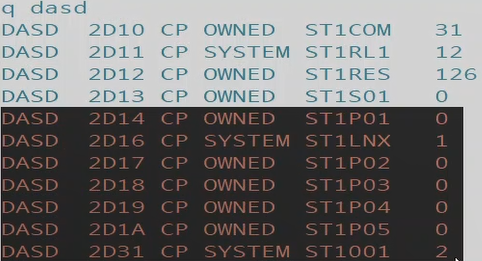 q dasd
DASD 2D10 CP OWNED ST1COM 31
DASD 2D11 CP SYSTEM ST1RL1 12
DASD 2D12 CP OWNED ST1RES 126
DASD 2D13 CP OWNED ST1S01 0
DASD 2D14 CP OWNED ST1P01 0
DASD 2D16 CP SYSTEM ST1LNX 1
DASD 2D17 CP OWNED ST1P02 0
DASD 2D18 CP OWNED ST1P03 0
DASD 2D19 CP OWNED ST1P04 0
DASD 2D1A CP OWNED ST1P05 0
DASD 2D31 CP SYSTEM ST1001 2